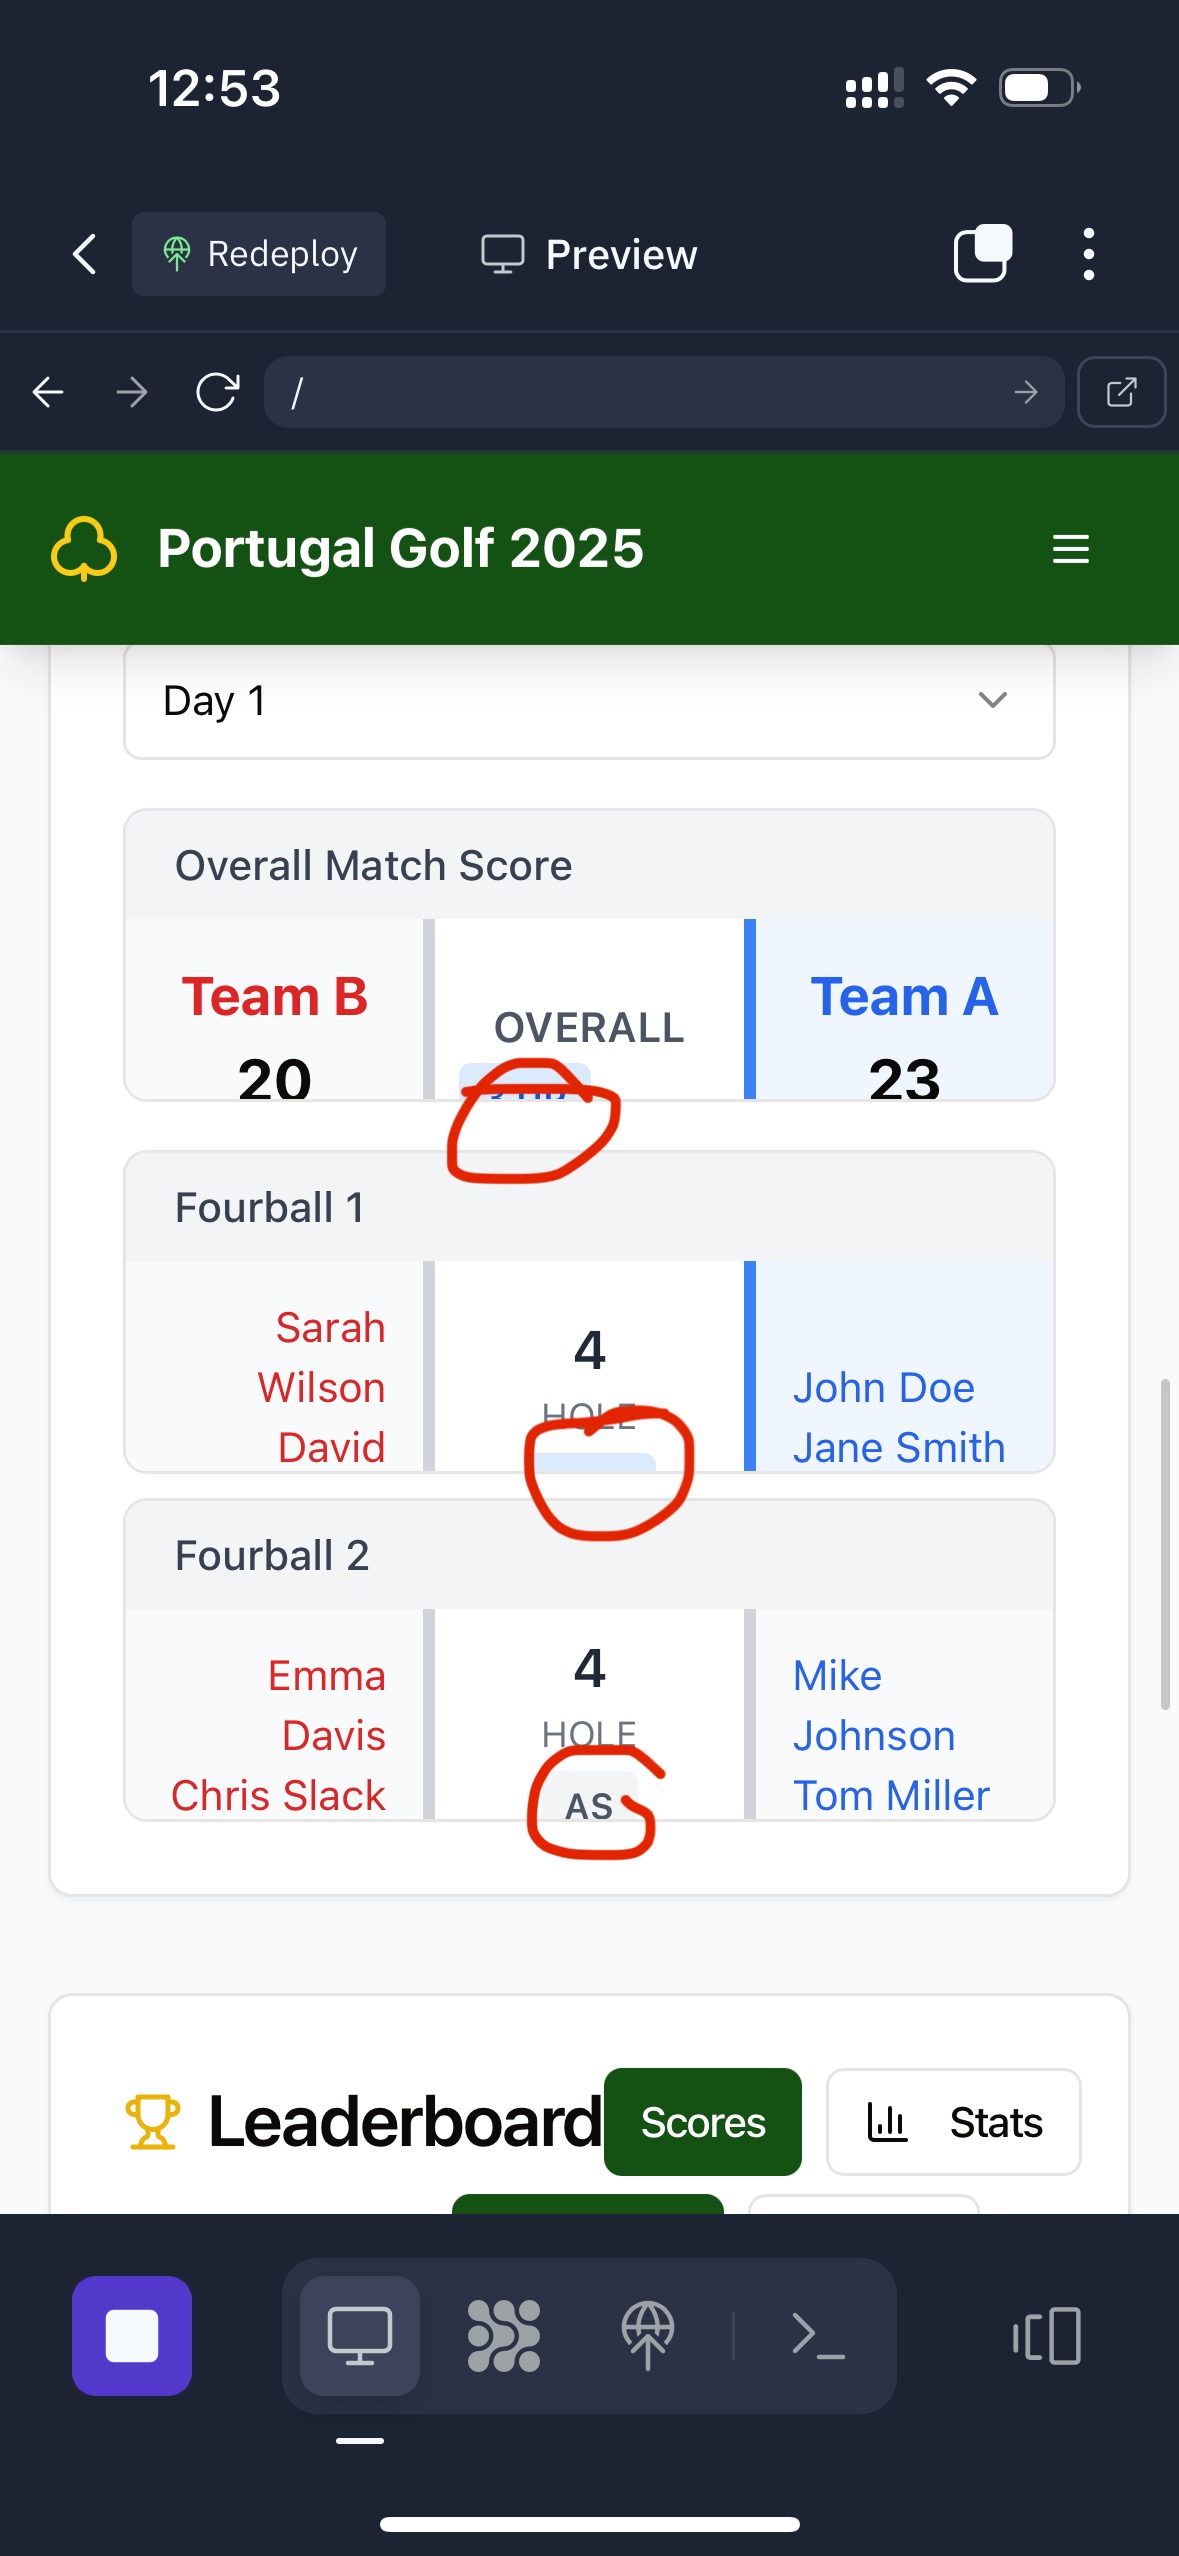 12:53
Redeploy
Preview
/
Portugal Golf 2025
Day 1
Overall Match Score
Team B
OVERALL
Team A
20
23
Fourball 1
Sarah
Wilson
David
4
HOLE
John Doe
Jane Smith
Fourball 2
Emma
Davis
Chris Slack
4
HOLE
AS
Mike
Johnson
Tom Miller
Leaderboard
Scores
Stats